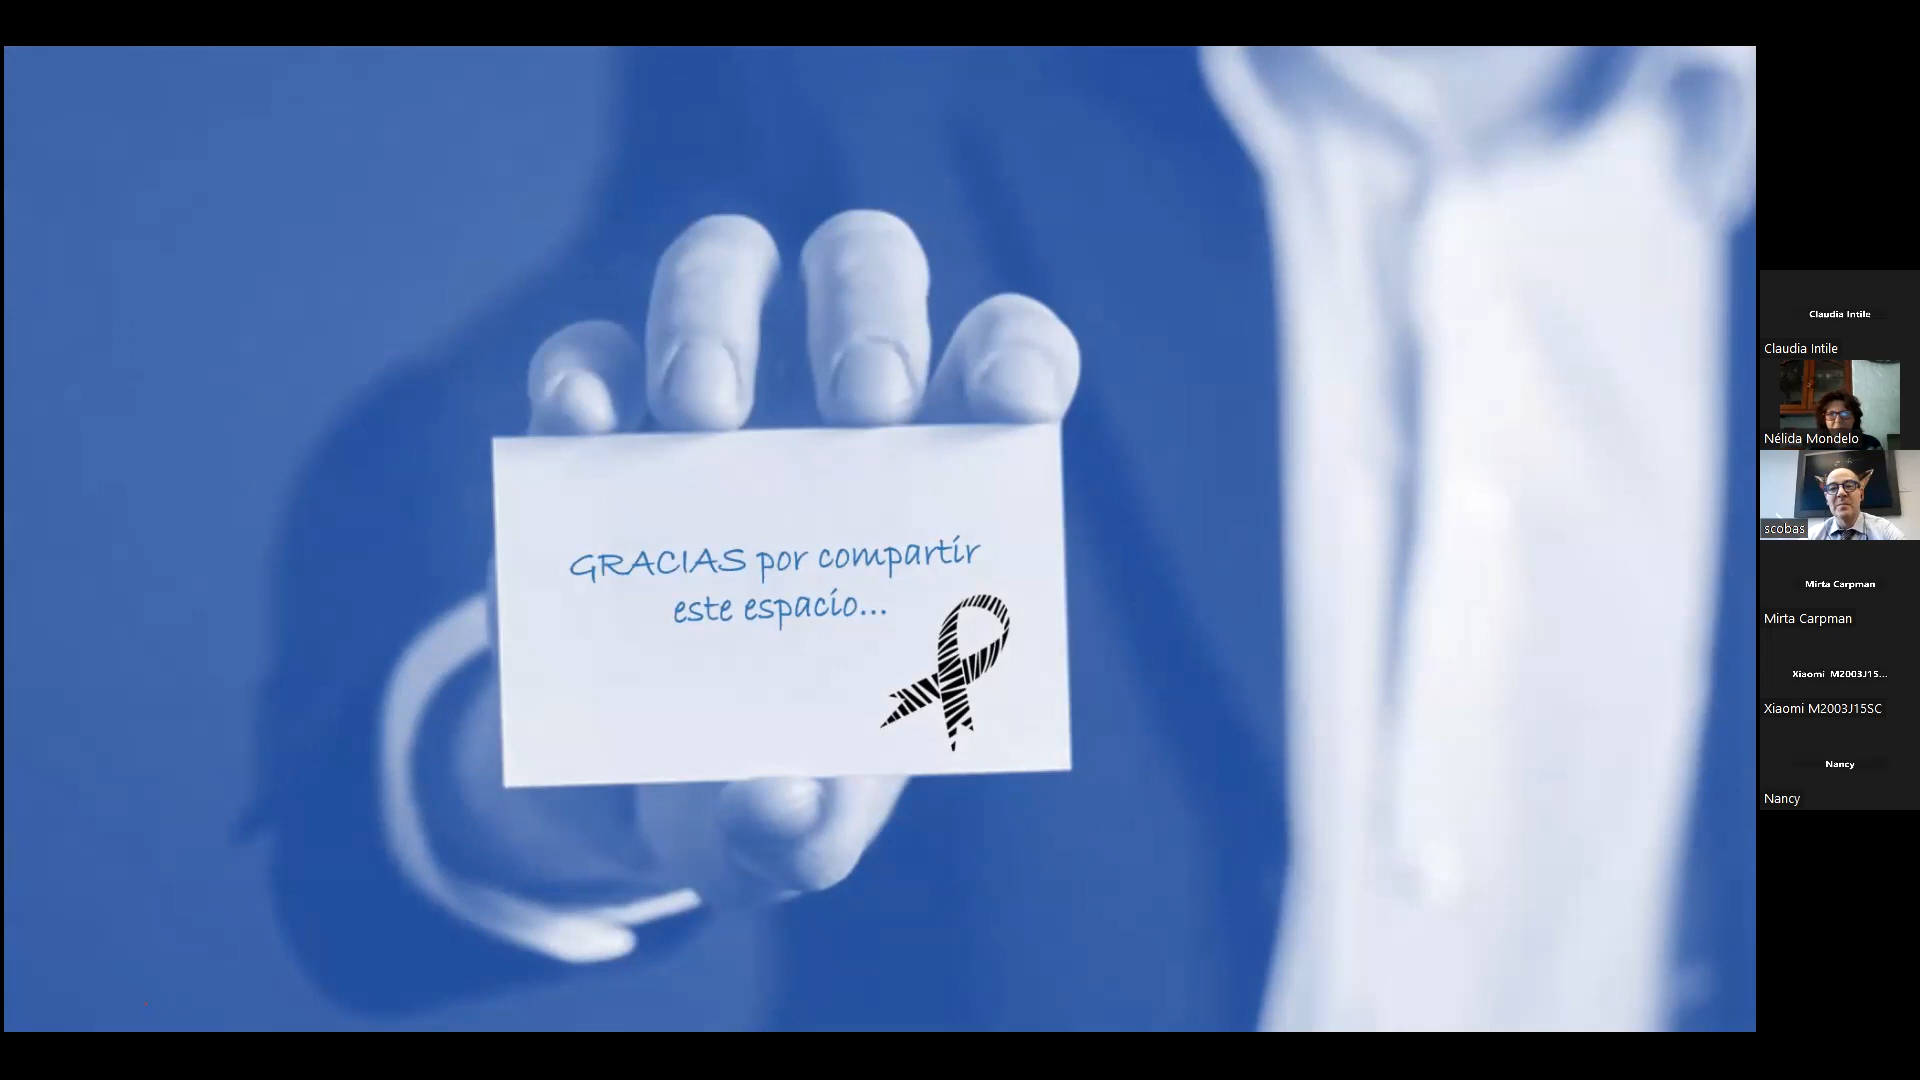 GRACIAS por compartir
este espacio...
Claudia Intile
Claudia Intile
Nélida Mondelo
scobas
Mirta Carpman
Mirta Carpman
Xiaomi M2003J15...
Xiaomi M2003J15SC
Nancy
Nancy